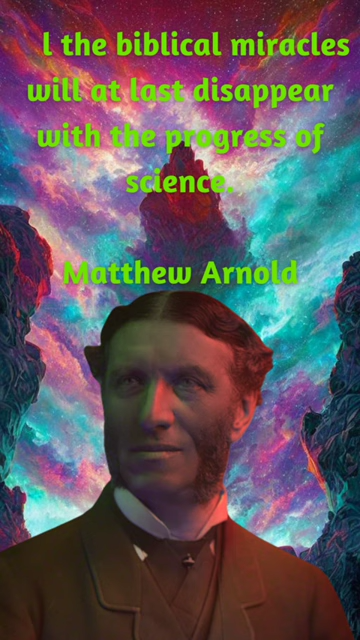 l the biblical miracles
will at last disappear
with the progress of
science.
Matthew Arnold